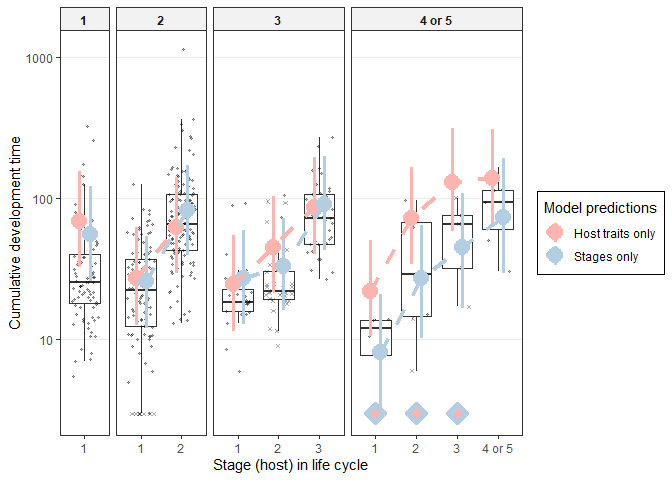 1
2
3
4 or 5
1000
100
10
Cumulative development time
1
1
2
1
2
3
1
2
3
4 or 5
Stage (host) in life cycle
Model predictions
Host traits only
Stages only